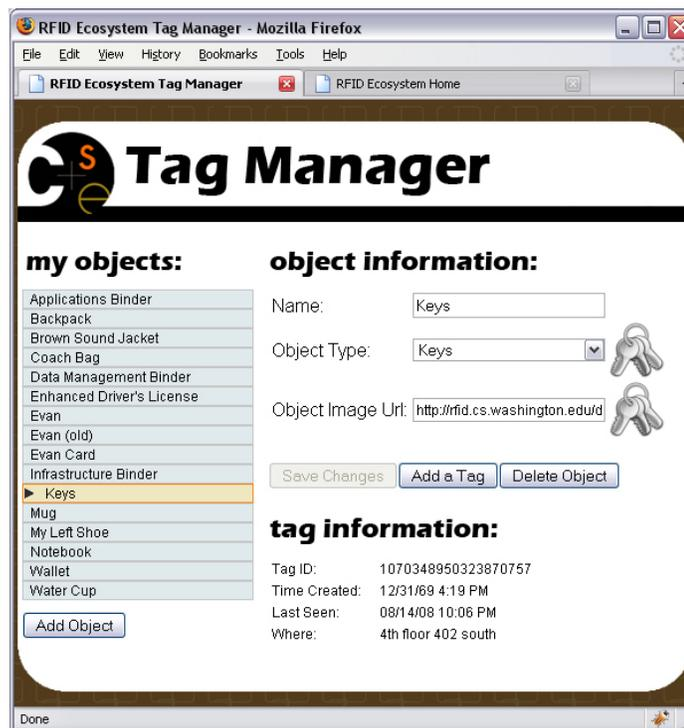 RFID Ecosystem Tag Manager - Mozilla Firefox
File Edit View History Bookmarks Tools Help
RFID Ecosystem Tag Manager RFID Ecosystem Home
c s + e Tag Manager
my objects:
Applications Binder
Backpack
Brown Sound Jacket
Coach Bag
Data Management Binder
Enhanced Driver's License
Evan
Evan (old)
Evan Card
Infrastructure Binder
Keys
Mug
My Left Shoe
Notebook
Wallet
Water Cup
Add Object
object information:
Name: Keys
Object Type: Keys
Object Image Url: http://rfid.cs.washington.edu/d
Save Changes Add a Tag Delete Object
tag information:
Tag ID: 1070348950323870757
Time Created: 12/31/69 4:19 PM
Last Seen: 08/14/08 10:06 PM
Where: 4th floor 402 south
Done